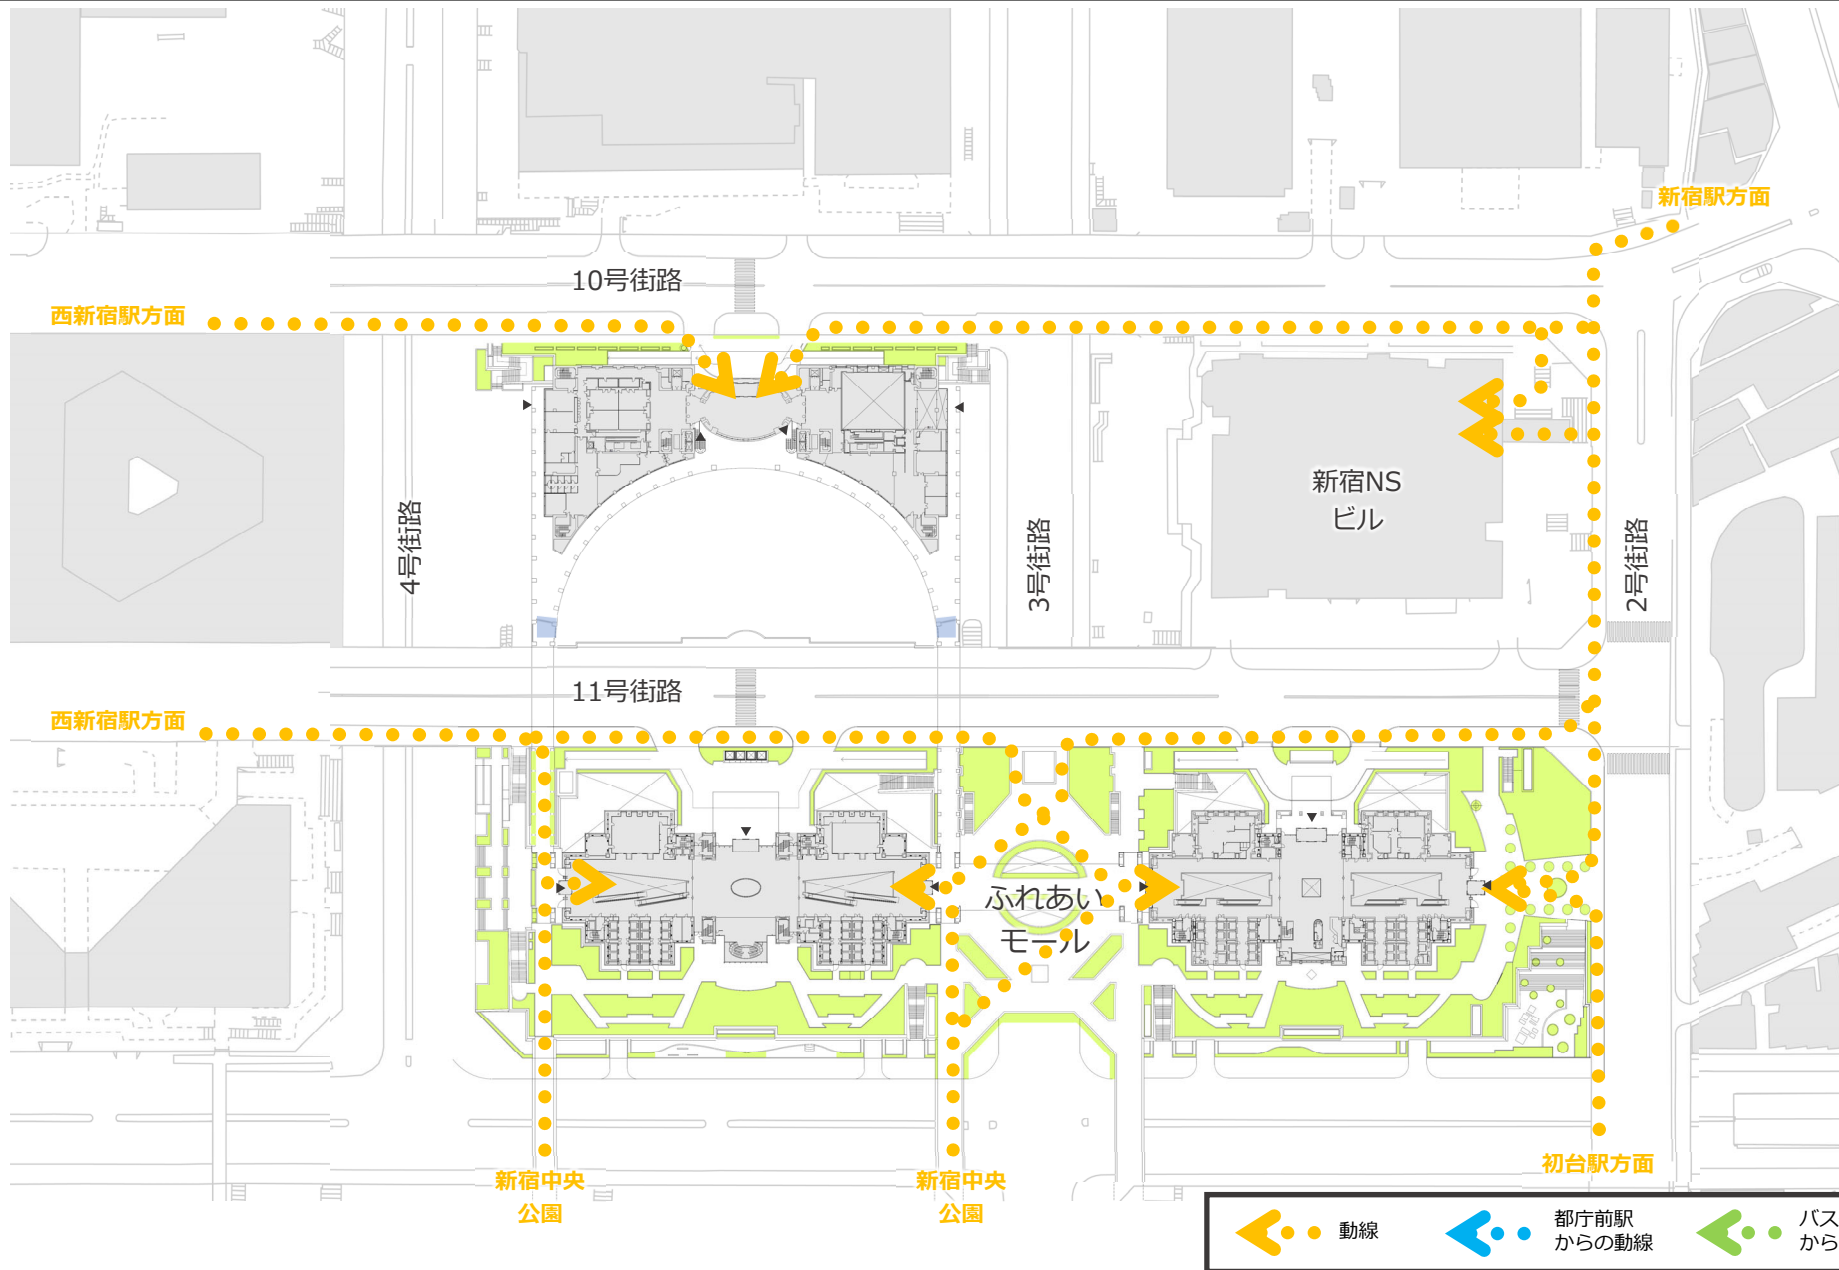 新宿駅方面
10号街路
西新宿駅方面
新宿NS
ビル
4号街路
3号街路
2号街路
11号街路
西新宿駅方面
ふれあい
モール
初台駅方面
新宿中央
公園
新宿中央
公園
動線
都庁前駅
からの動線
バス
から